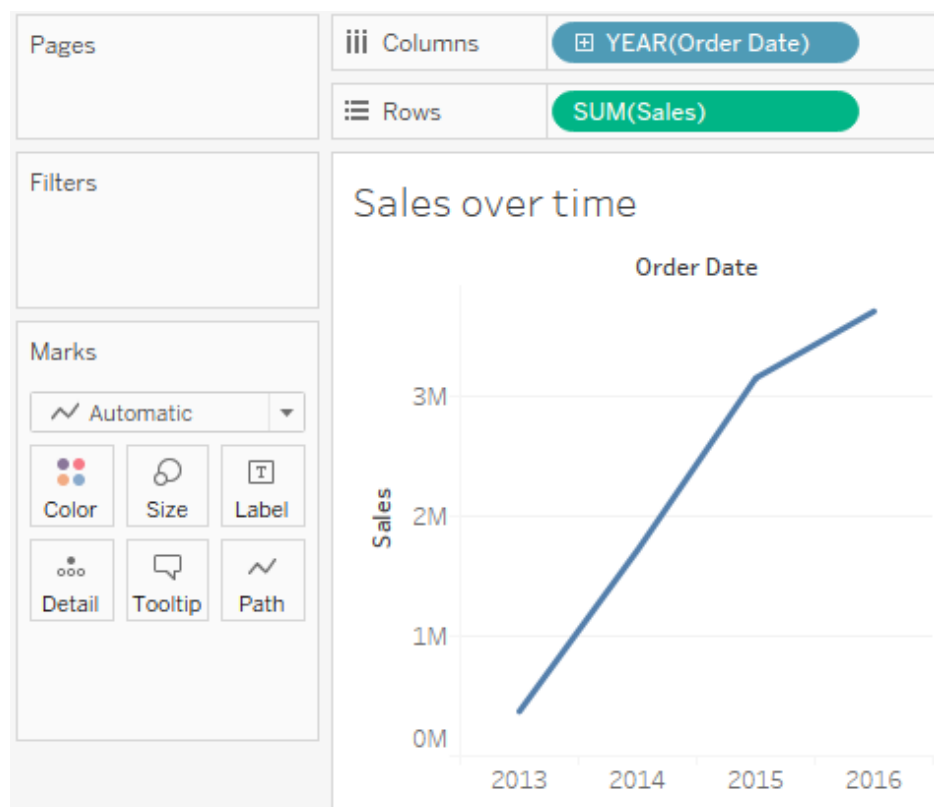 Pages
Columns
YEAR(Order Date)
Rows
SUM(Sales)
Filters
Marks
Automatic
Color Size Label
Detail Tooltip Path
Sales over time
Order Date
Sales
3M
2M
1M
0M
2013 2014 2015 2016